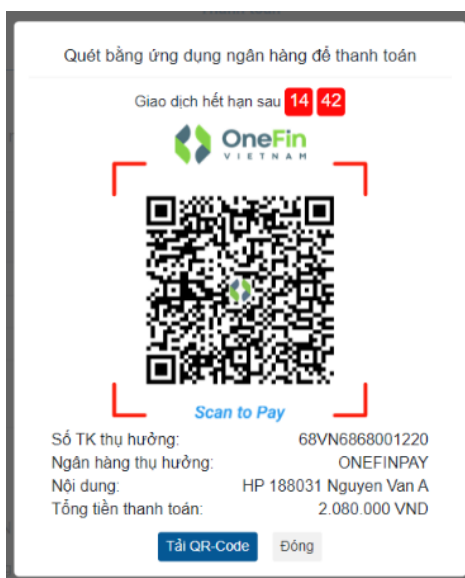 Quét bằng ứng dụng ngân hàng để thanh toán
Giao dịch hết hạn sau 14 42
OneFin
VIETNAM
Scan to Pay
Số TK thụ hưởng: 68VN6868001220
Ngân hàng thụ hưởng: ONEFINPAY
Nội dung: HP 188031 Nguyen Van A
Tổng tiền thanh toán: 2.080.000 VND
Tải QR-Code Đóng